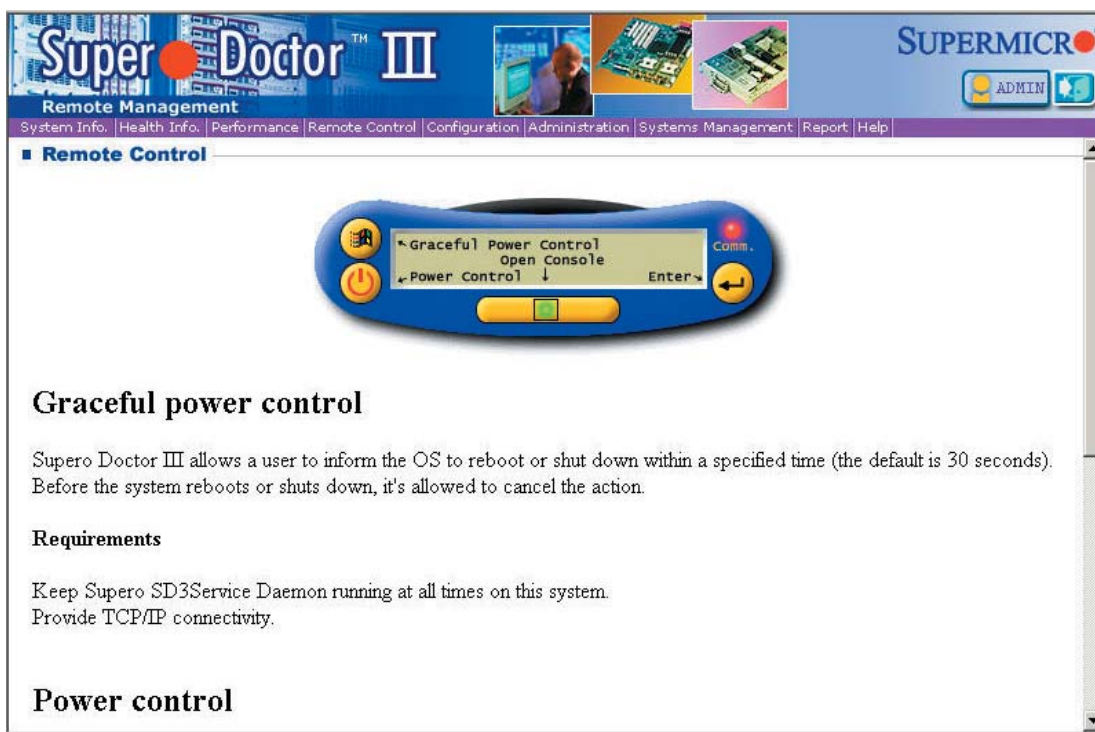 Supero Doctor™ III
SUPERMICRO
ADMIN
Remote Management
System Info. Health Info. Performance Remote Control Configuration Administration Systems Management Report Help
Remote Control
Graceful Power Control
Open Console
Power Control
Enter
Comm.
Graceful power control
Supero Doctor III allows a user to inform the OS to reboot or shut down within a specified time (the default is 30 seconds).
Before the system reboots or shuts down, it's allowed to cancel the action.
Requirements
Keep Supero SD3Service Daemon running at all times on this system.
Provide TCP/IP connectivity.
Power control